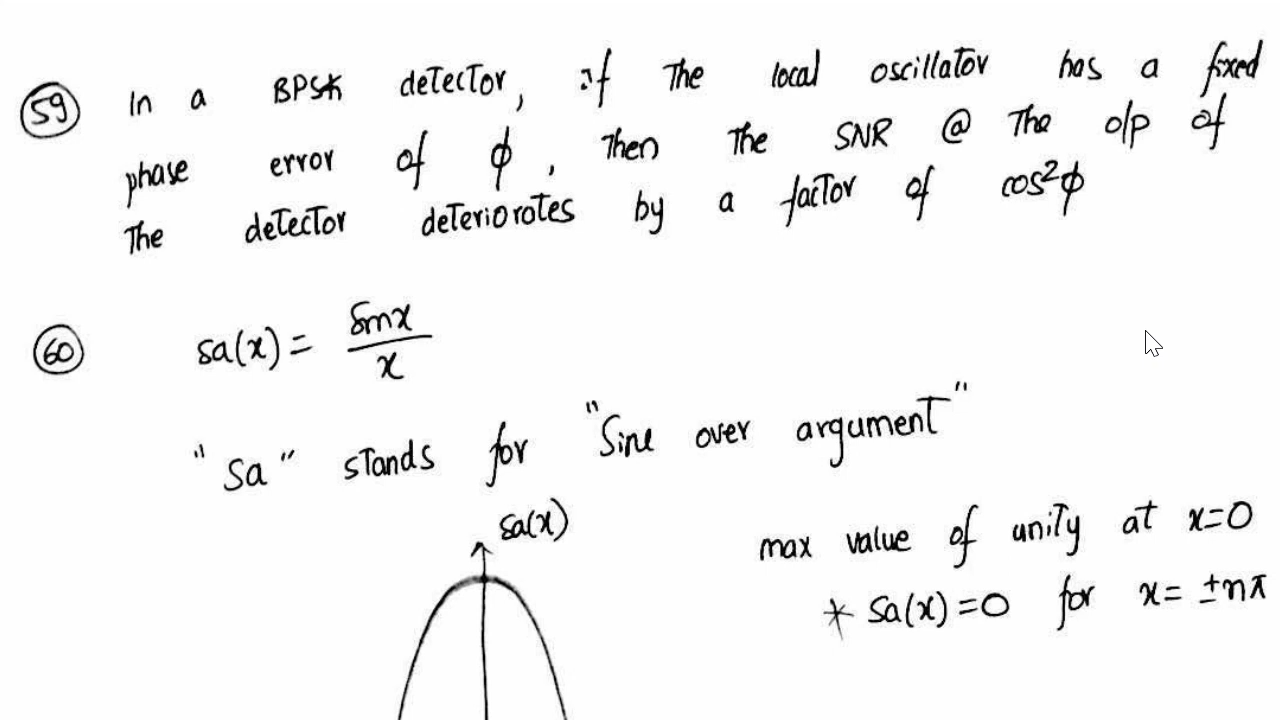 59 In a BPSK detector, if The local oscillator has a fixed
phase error of ϕ, Then The SNR @ The o/p of
The detector deteriorates by a factor of cos²ϕ
60 sa(x) = sinx / x
"Sa" stands for "Sine over argument"
sa(x)
max value of unity at x=0
* sa(x)=0 for x= ±nπ